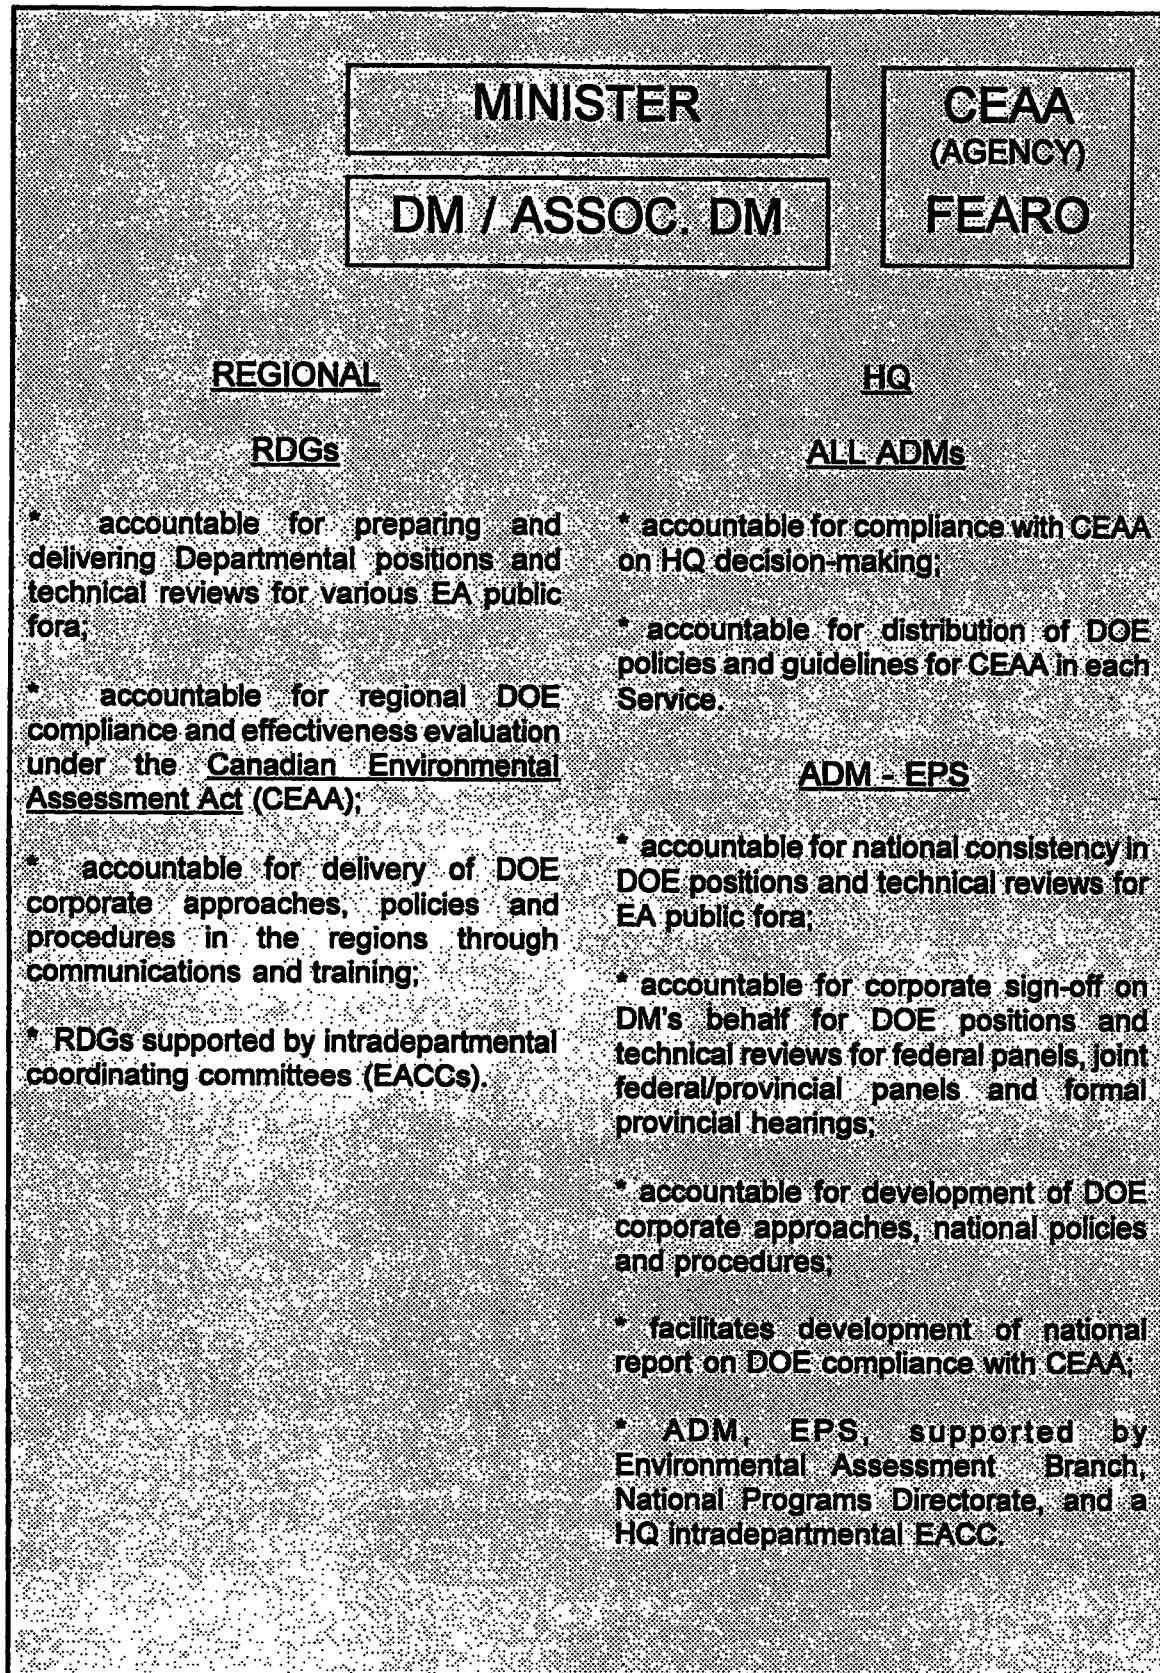 MINISTER
DM / ASSOC. DM
CEAA
(AGENCY)
FEARO
REGIONAL
RDGs
* accountable for preparing and
delivering Departmental positions and
technical reviews for various EA public
fora;
* accountable for regional DOE
compliance and effectiveness evaluation
under the Canadian Environmental
Assessment Act (CEAA);
* accountable for delivery of DOE
corporate approaches, policies and
procedures in the regions through
communications and training;
* RDGs supported by intradepartmental
coordinating committees (EACCs).
HQ
ALL ADMs
* accountable for compliance with CEAA
on HQ decision-making;
* accountable for distribution of DOE
policies and guidelines for CEAA in each
Service.
ADM - EPS
* accountable for national consistency in
DOE positions and technical reviews for
EA public fora;
* accountable for corporate sign-off on
DM's behalf for DOE positions and
technical reviews for federal panels, joint
federal/provincial panels and formal
provincial hearings;
* accountable for development of DOE
corporate approaches, national policies
and procedures;
* facilitates development of national
report on DOE compliance with CEAA;
* ADM, EPS, supported by
Environmental Assessment Branch,
National Programs Directorate, and a
HQ intradepartmental EACC.